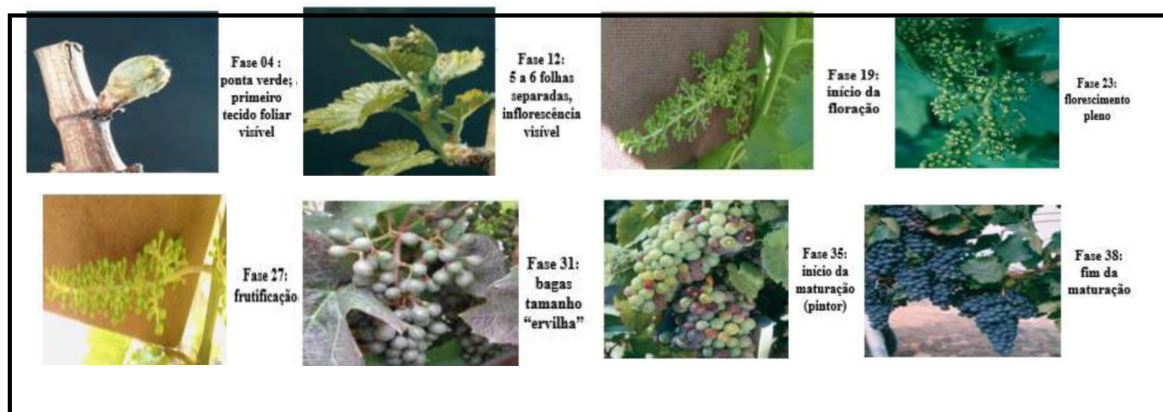 Fase 04 :
ponta verde;
primeiro
tecido foliar
visível
Fase 12:
5 a 6 folhas
separadas,
inflorescência
visível
Fase 19:
início da
floração
Fase 23:
florescimento
pleno
Fase 27:
frutificação
Fase 31:
bagas
tamanho
“ervilha”
Fase 35:
início da
maturação
(pintor)
Fase 38:
fim da
maturação